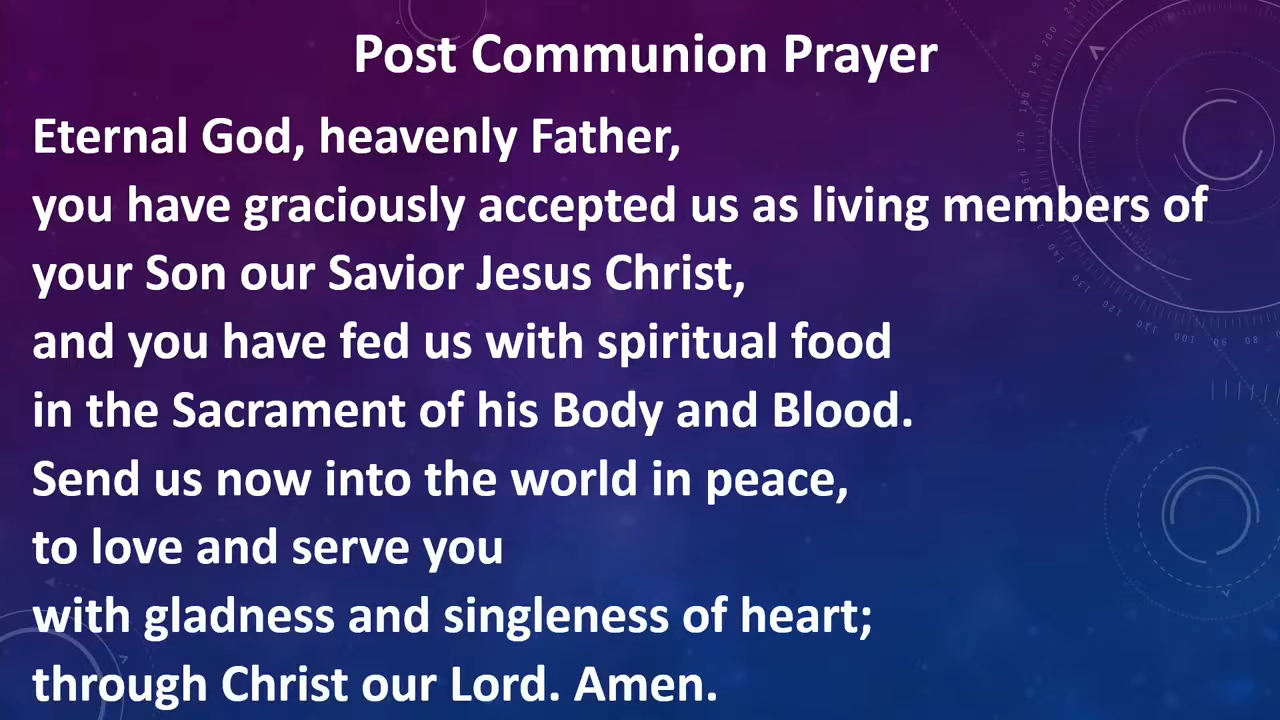 Post Communion Prayer
Eternal God, heavenly Father,
you have graciously accepted us as living members of
your Son our Savior Jesus Christ,
and you have fed us with spiritual food
in the Sacrament of his Body and Blood.
Send us now into the world in peace,
to love and serve you
with gladness and singleness of heart;
through Christ our Lord. Amen.